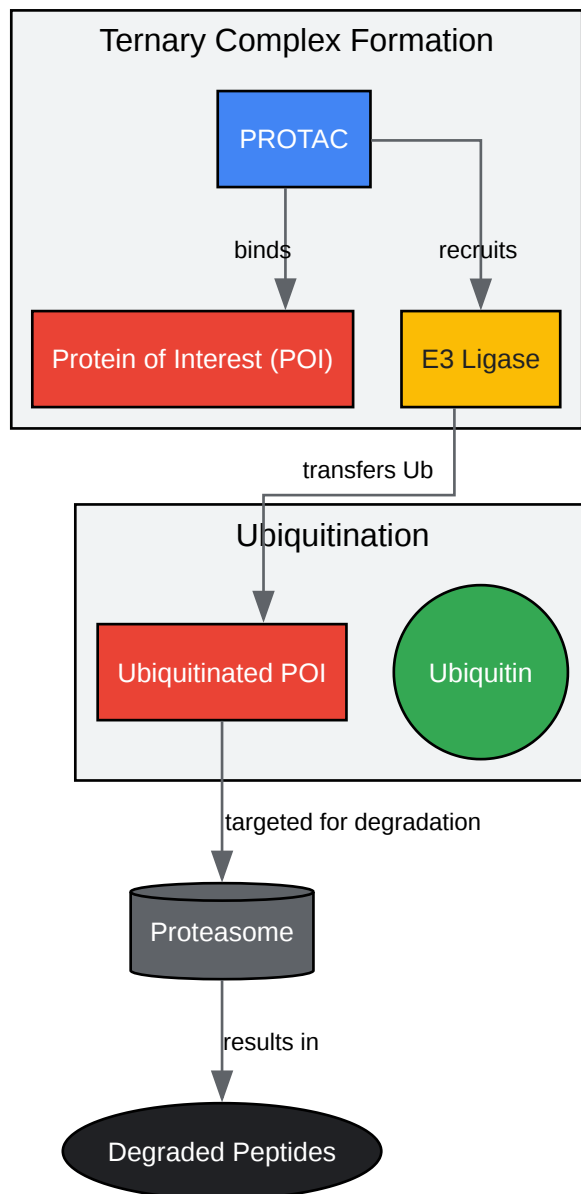 Ternary Complex Formation
PROTAC
binds
recruits
Protein of Interest (POI)
E3 Ligase
transfers Ub
Ubiquitination
Ubiquitinated POI
Ubiquitin
targeted for degradation
Proteasome
results in
Degraded Peptides